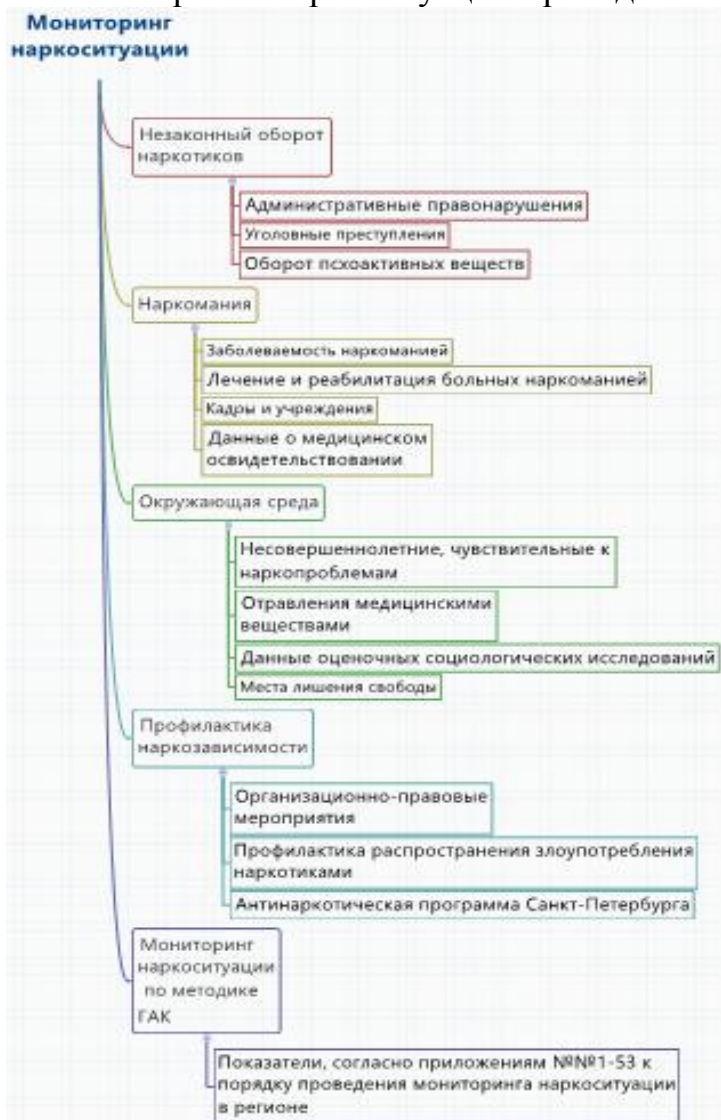 Мониторинг
наркоситуации
Незаконный оборот
наркотиков
Административные правонарушения
Уголовные преступления
Оборот псхоактивных веществ
Наркомания
Заболеваемость наркоманией
Лечение и реабилитация больных наркоманией
Кадры и учреждения
Данные о медицинском
освидетельствовании
Окружающая среда
Несовершеннолетние, чувствительные к
наркопроблемам
Отравления медицинскими
веществами
Данные оценочных социологических исследований
Места лишения свободы
Профилактика
наркозависимости
Организационно-правовые
мероприятия
Профилактика распространения злоупотребления
наркотиками
Антинаркотическая программа Санкт-Петербурга
Мониторинг
наркоситуации
по методике
ГАК
Показатели, согласно приложениям №№1-53 к
порядку проведения мониторинга наркоситуации
в регионе